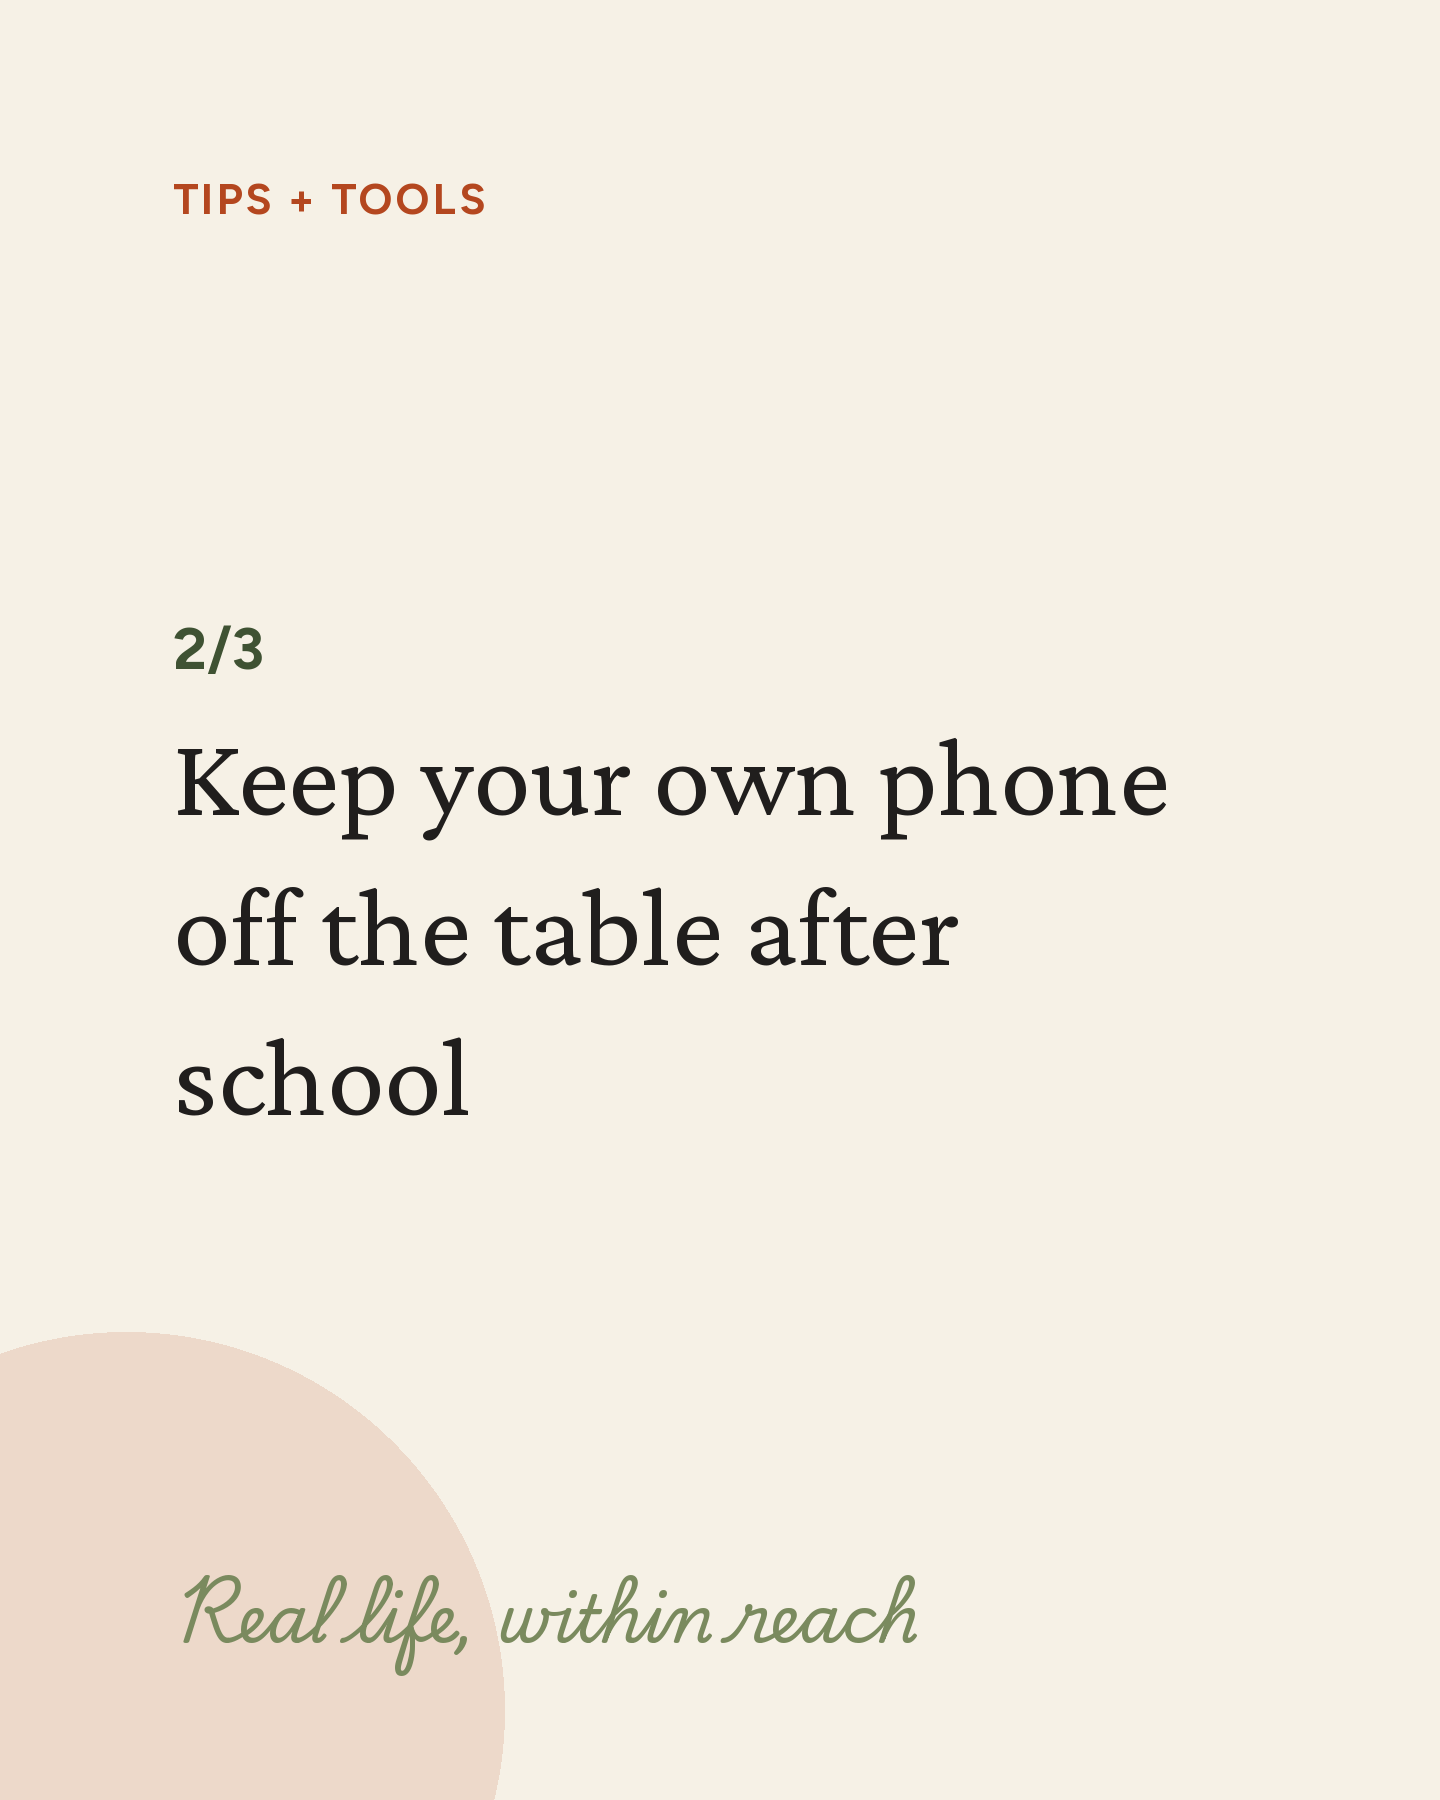 TIPS + TOOLS
2/3
Keep your own phone
off the table after
school
Real life, within reach